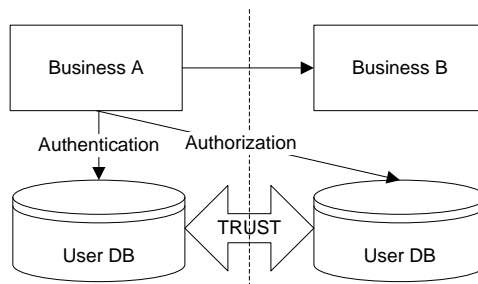 Business A
Business B
Authentication
Authorization
TRUST
User DB
User DB